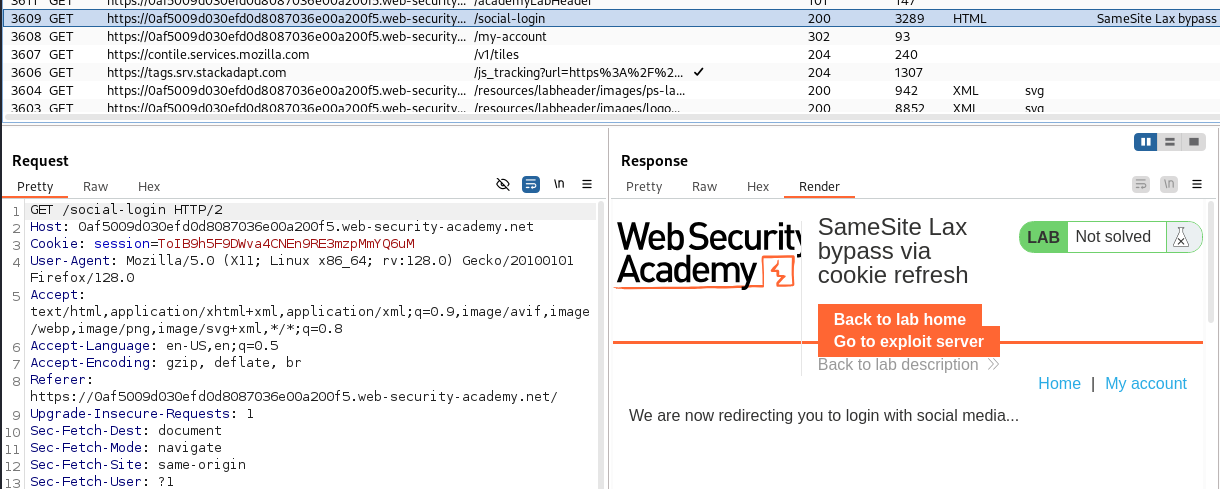 3611 GET https://0af5009d030efd0d8087036e00a200f5.web-security... /academyLabHeader 101 147
3609 GET https://0af5009d030efd0d8087036e00a200f5.web-security... /social-login 200 3289 HTML SameSite Lax bypass
3608 GET https://0af5009d030efd0d8087036e00a200f5.web-security... /my-account 302 93
3607 GET https://contile.services.mozilla.com /v1/tiles 204 240
3606 GET https://tags.srv.stackadapt.com /js_tracking?url=https%3A%2F%2... ✓ 204 1307
3604 GET https://0af5009d030efd0d8087036e00a200f5.web-security... /resources/labheader/images/ps-la... 200 942 XML svg
3603 GET https://0af5009d030efd0d8087036e00a200f5.web-security... /resources/labheader/images/logo... 200 8852 XML svg
Request
Pretty Raw Hex
\n
1 GET /social-login HTTP/2
2 Host: 0af5009d030efd0d8087036e00a200f5.web-security-academy.net
3 Cookie: session=ToIB9h5F9DWva4CNEn9RE3mzpMmYQ6uM
4 User-Agent: Mozilla/5.0 (X11; Linux x86_64; rv:128.0) Gecko/20100101
Firefox/128.0
5 Accept:
text/html,application/xhtml+xml,application/xml;q=0.9,image/avif,image
/webp,image/png,image/svg+xml,*/*;q=0.8
6 Accept-Language: en-US,en;q=0.5
7 Accept-Encoding: gzip, deflate, br
8 Referer:
https://0af5009d030efd0d8087036e00a200f5.web-security-academy.net/
9 Upgrade-Insecure-Requests: 1
10 Sec-Fetch-Dest: document
11 Sec-Fetch-Mode: navigate
12 Sec-Fetch-Site: same-origin
13 Sec-Fetch-User: ?1
Response
Pretty Raw Hex Render
\n
Web Security
Academy
SameSite Lax
bypass via
cookie refresh
LAB Not solved
Back to lab home
Go to exploit server
Back to lab description
Home | My account
We are now redirecting you to login with social media...